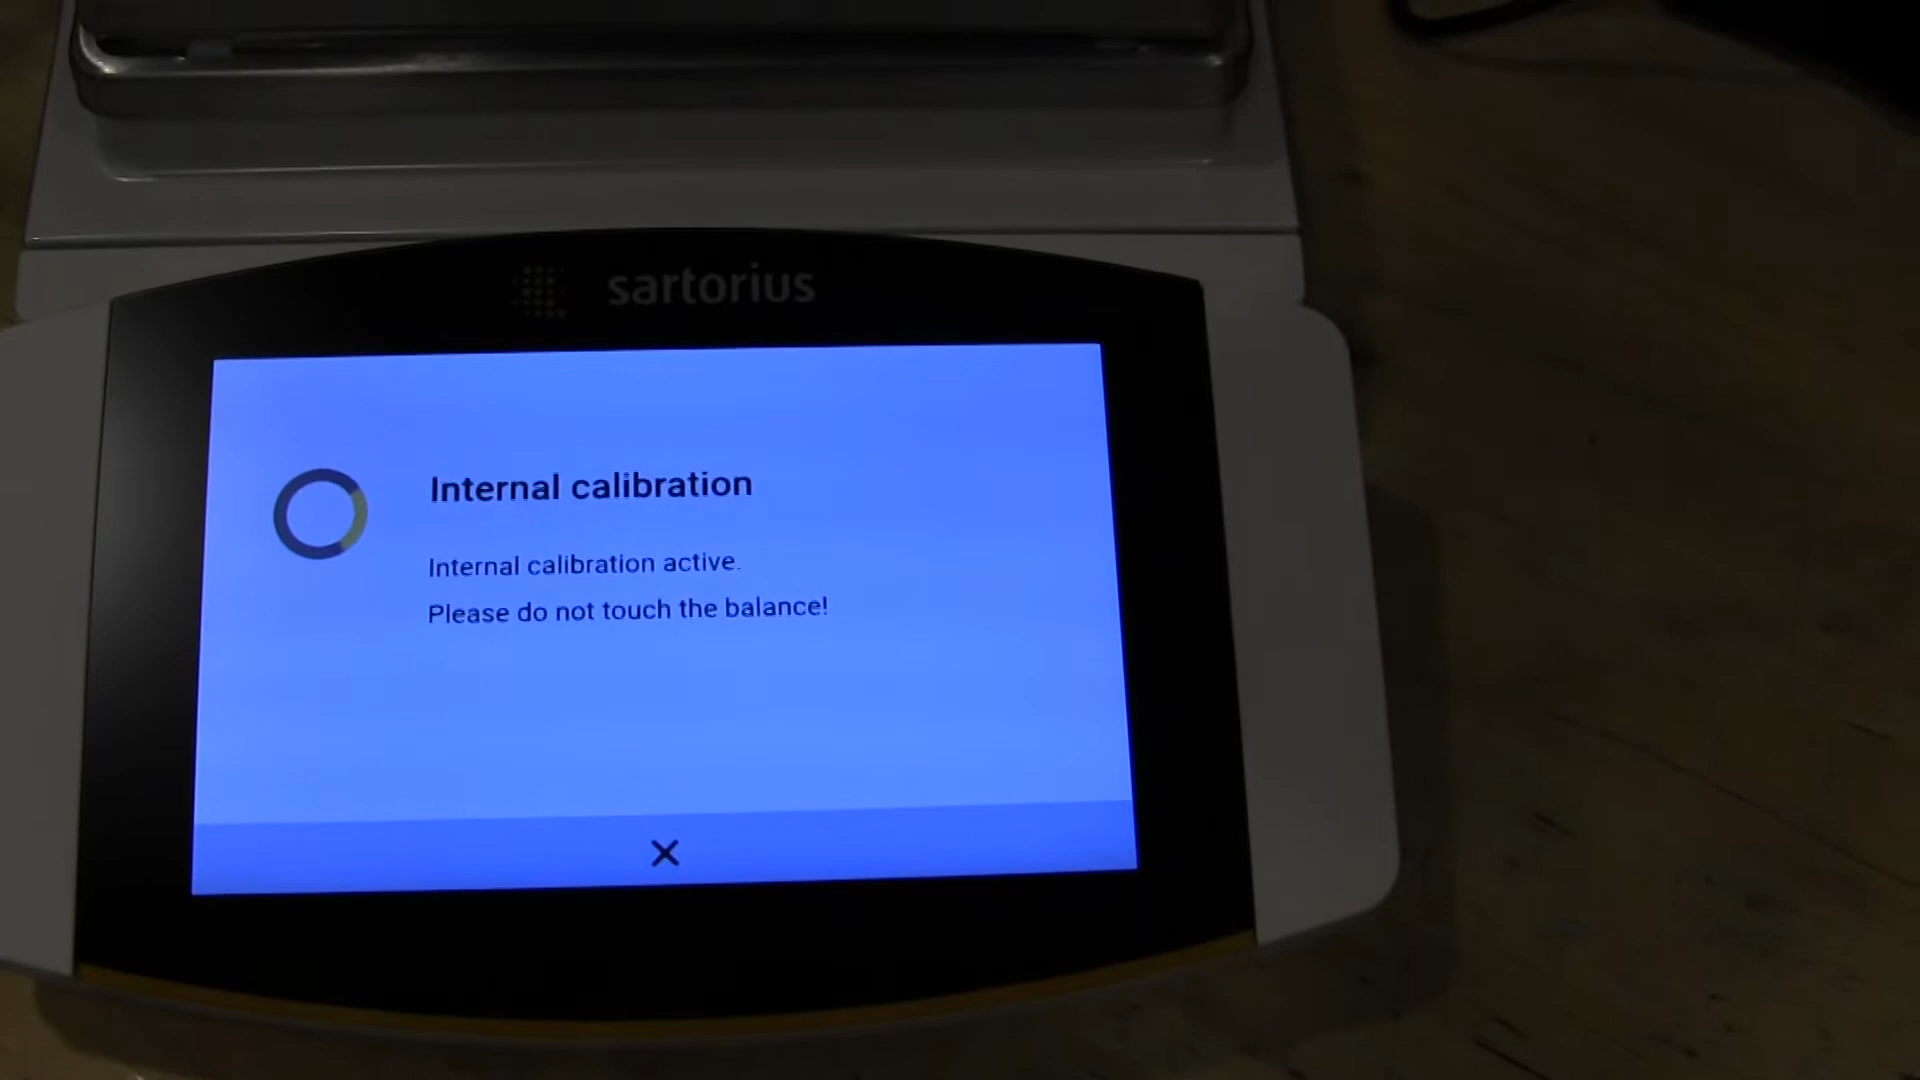 sartorius
Internal calibration
Internal calibration active.
Please do not touch the balance!